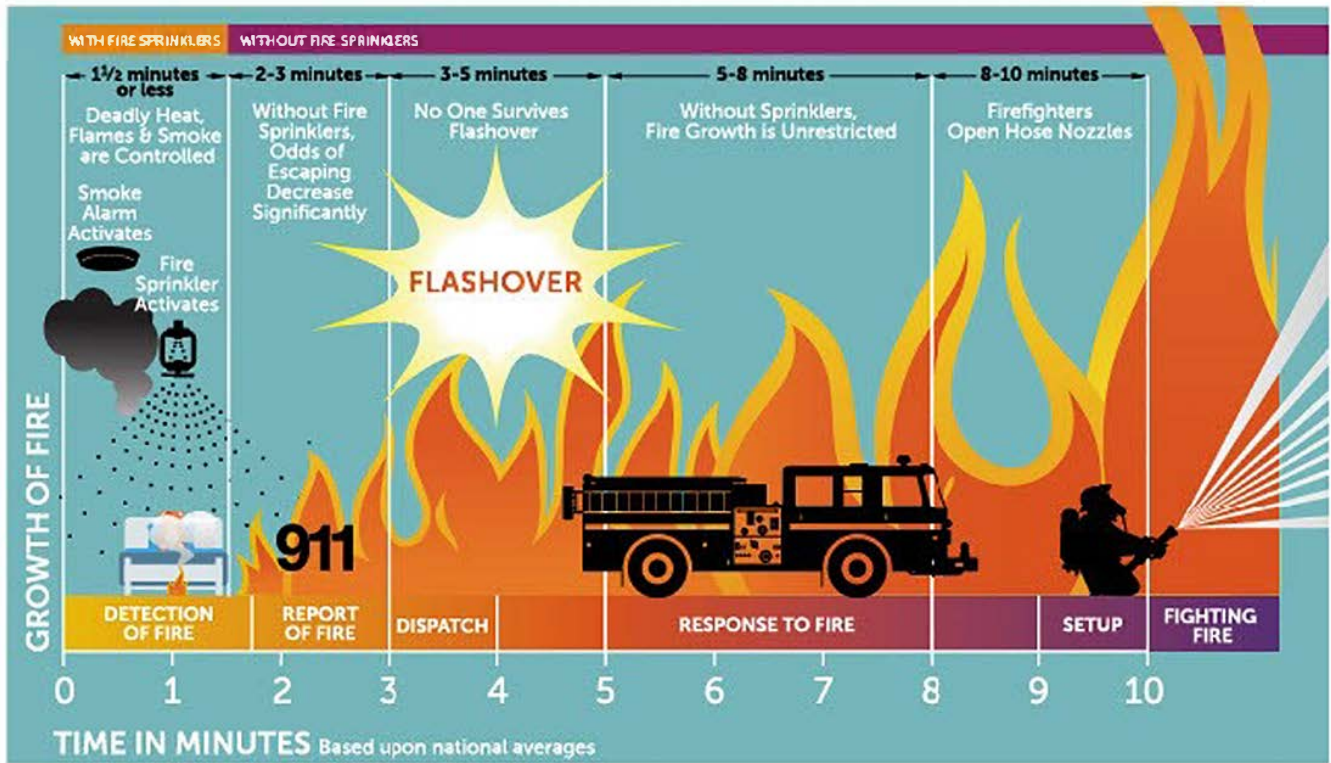 WITH FIRE SPRINKLERS
WITHOUT FIRE SPRINKLERS
1½ minutes
or less
2-3 minutes
3-5 minutes
5-8 minutes
8-10 minutes
Deadly Heat,
Flames & Smoke
are Controlled
Without Fire
Sprinklers,
Odds of
Escaping
Decrease
Significantly
No One Survives
Flashover
Without Sprinklers,
Fire Growth is Unrestricted
Firefighters
Open Hose Nozzles
Smoke
Alarm
Activates
Fire
Sprinkler
Activates
FLASHOVER
911
GROWTH OF FIRE
DETECTION
OF FIRE
REPORT
OF FIRE
DISPATCH
RESPONSE TO FIRE
SETUP
FIGHTING
FIRE
0 1 2 3 4 5 6 7 8 9 10
TIME IN MINUTES Based upon national averages